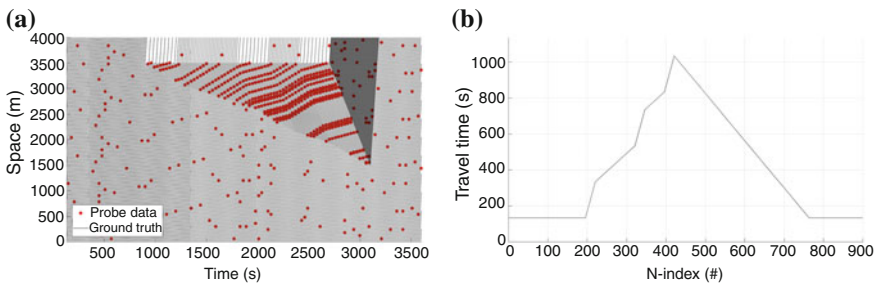 (a)
Space (m)
4000
3500
3000
2500
2000
1500
1000
500
0
Probe data
Ground truth
500 1000 1500 2000 2500 3000 3500
Time (s)
(b)
Travel time (s)
1000
800
600
400
200
0
0 100 200 300 400 500 600 700 800 900
N-index (#)